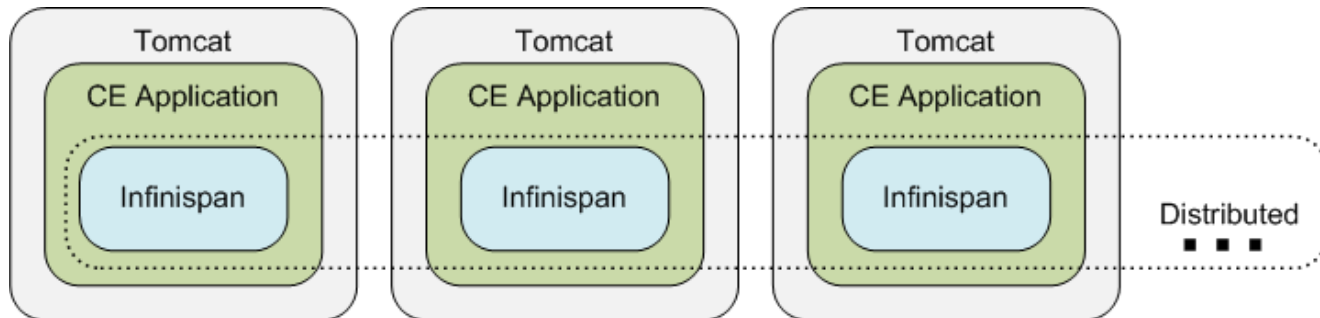 Tomcat
CE Application
Infinispan
Tomcat
CE Application
Infinispan
Tomcat
CE Application
Infinispan
Distributed